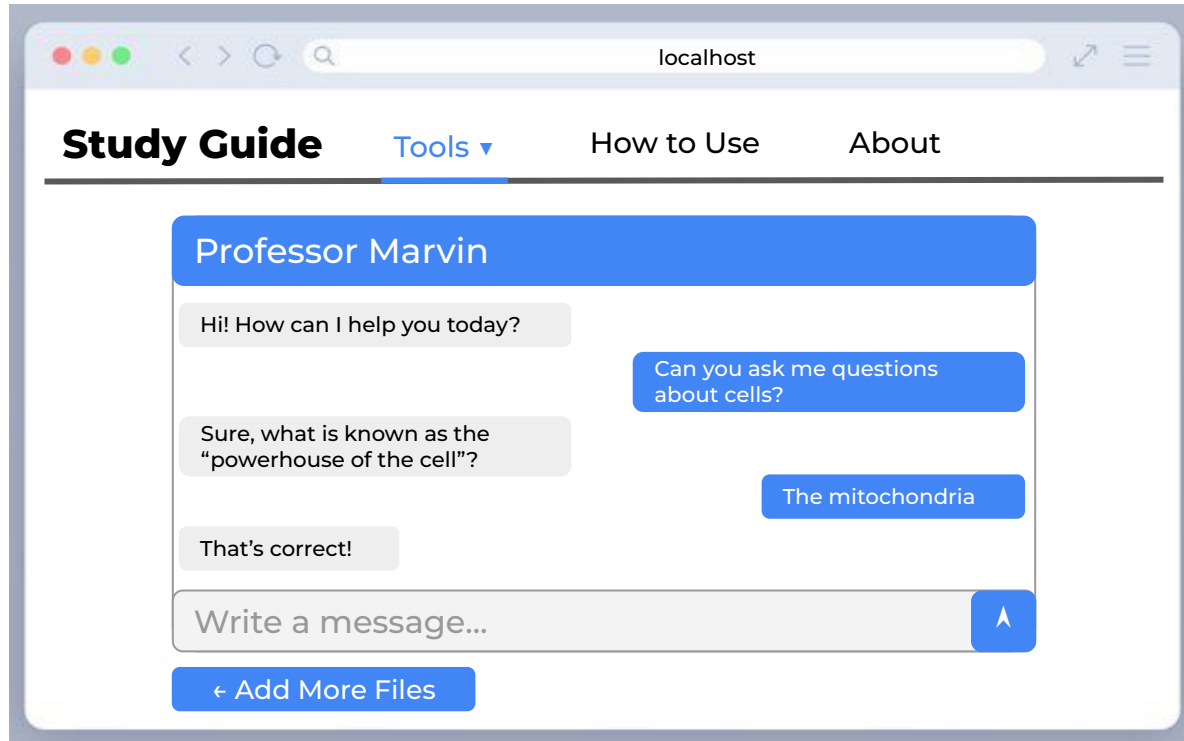 localhost
Study Guide Tools ▼ How to Use About
Professor Marvin
Hi! How can I help you today?
Can you ask me questions
about cells?
Sure, what is known as the
“powerhouse of the cell”?
The mitochondria
That’s correct!
Write a message...
← Add More Files